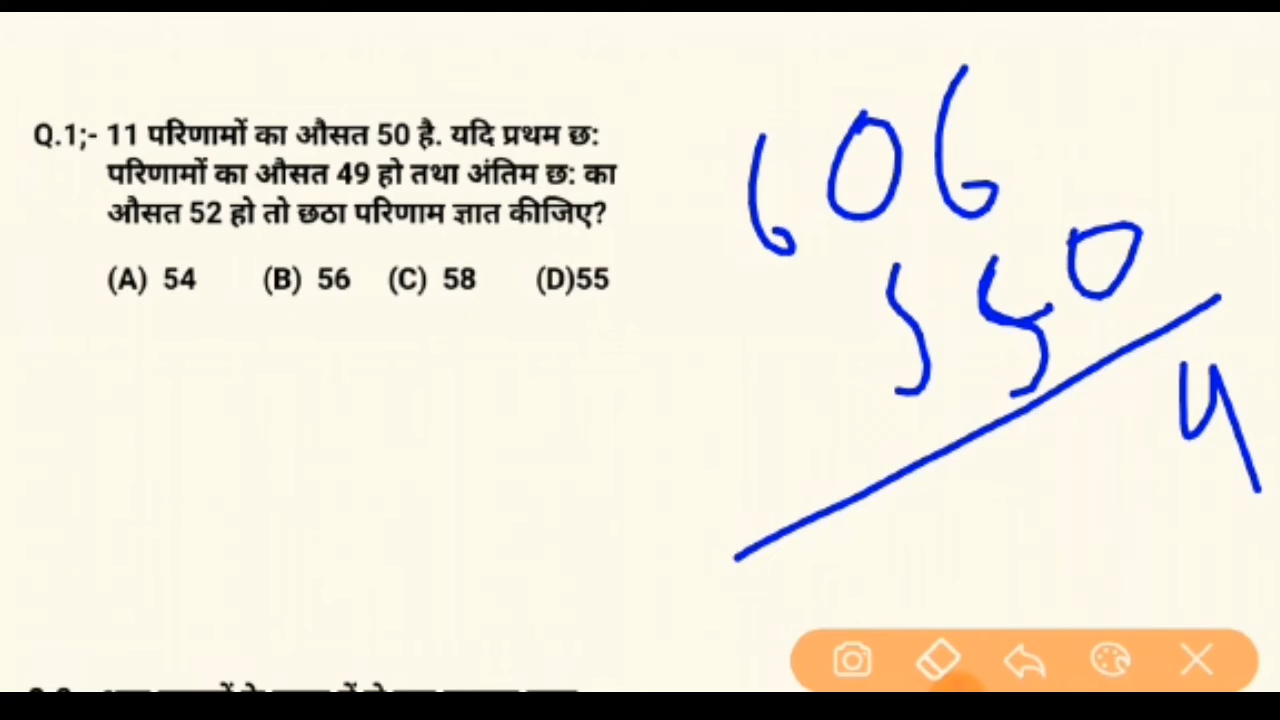 Q.1;- 11 परिणामों का औसत 50 है. यदि प्रथम छ:
परिणामों का औसत 49 हो तथा अंतिम छ: का
औसत 52 हो तो छठा परिणाम ज्ञात कीजिए?
(A) 54 (B) 56 (C) 58 (D)55
606
550